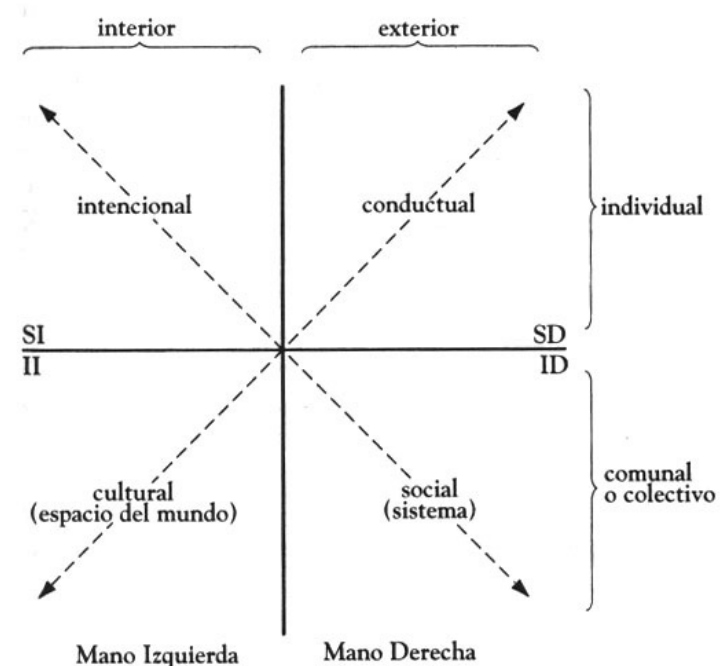 interior
exterior
intencional
conductual
individual
SI
SD
II
ID
cultural
(espacio del mundo)
social
(sistema)
comunal
o colectivo
Mano Izquierda
Mano Derecha